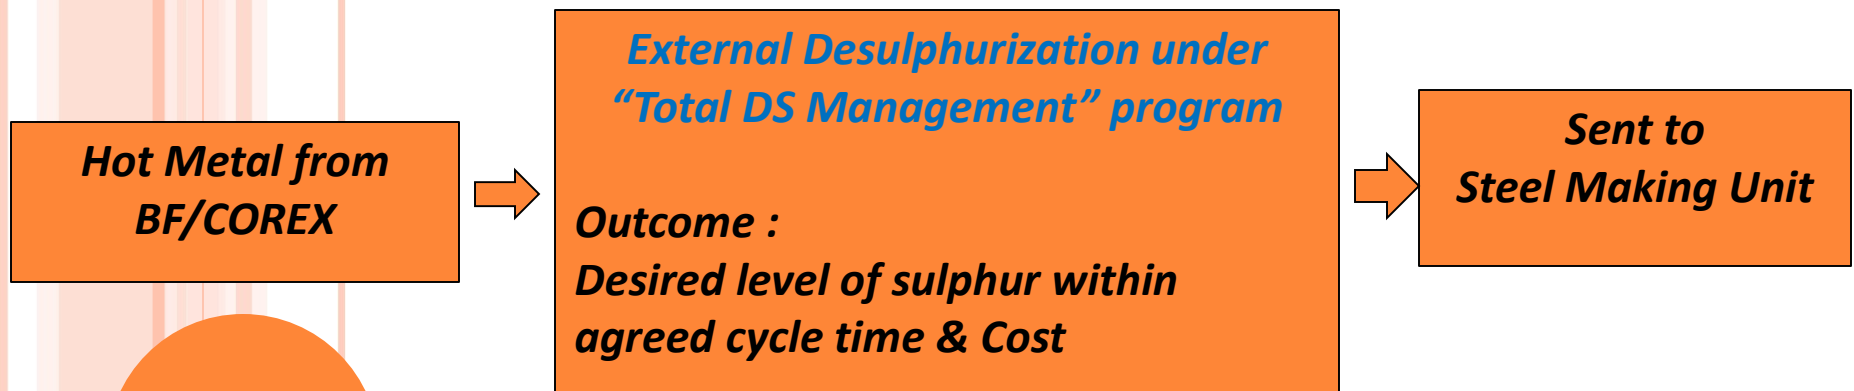 Hot Metal from
BF/COREX
External Desulphurization under
“Total DS Management” program
Outcome :
Desired level of sulphur within
agreed cycle time & Cost
Sent to
Steel Making Unit